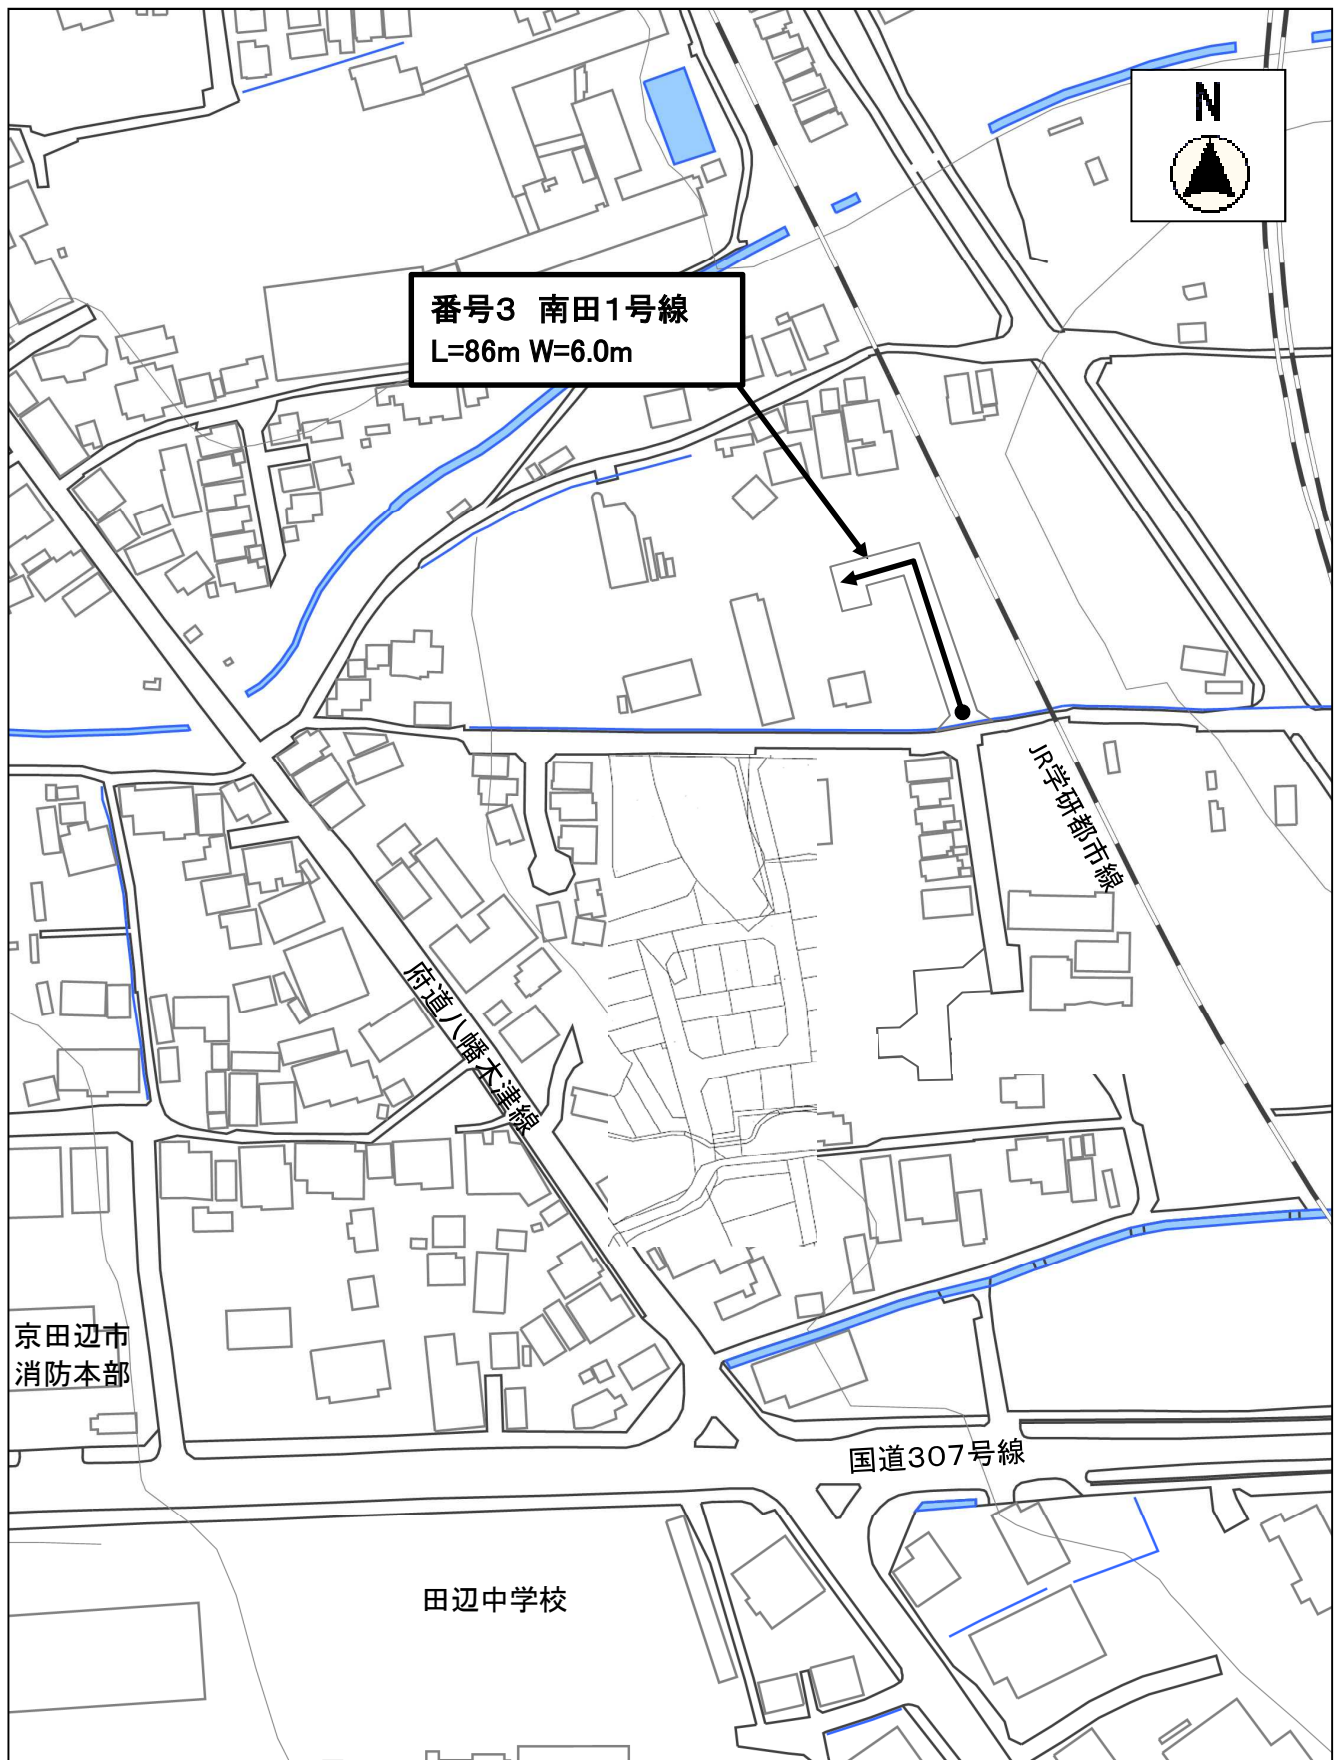 N
番号3 南田1号線
L=86m W=6.0m
JR学研都市線
府道八幡木津線
京田辺市
消防本部
国道307号線
田辺中学校